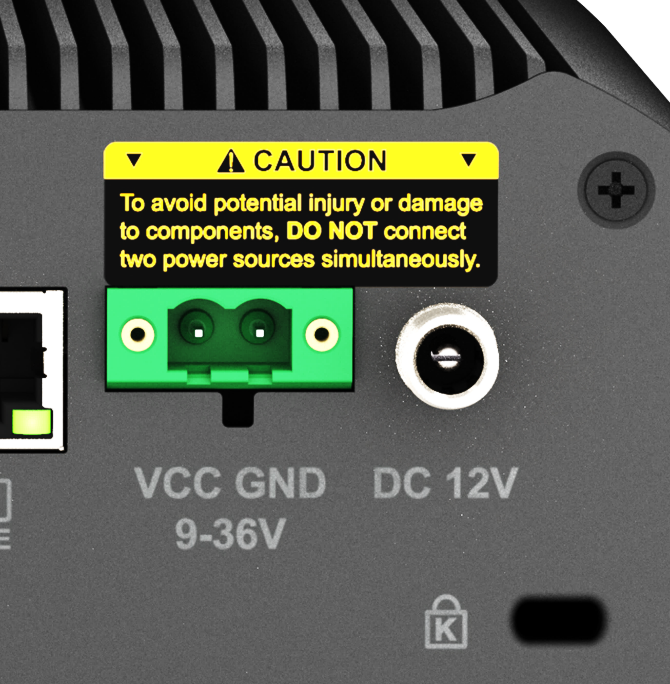 CAUTION
To avoid potential injury or damage
to components, DO NOT connect
two power sources simultaneously.
VCC GND
9-36V
DC 12V
K